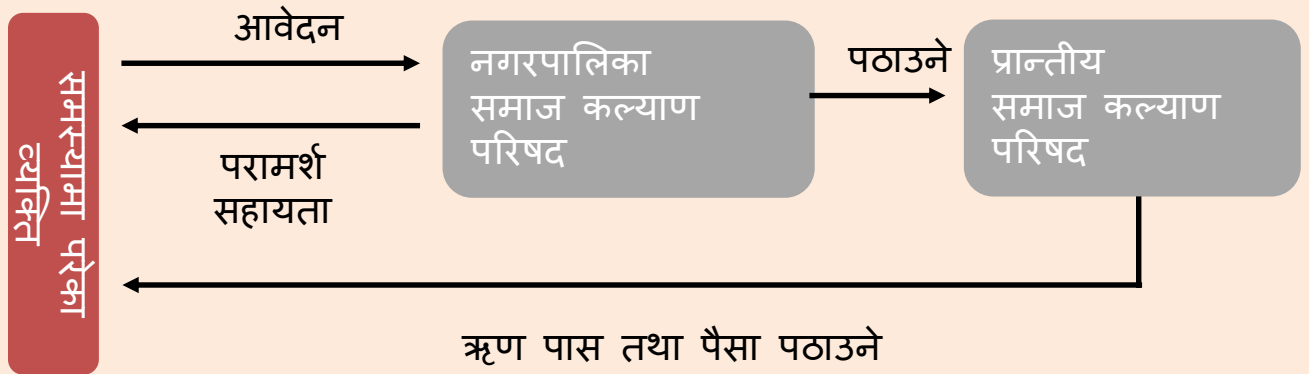 समस्यामा परेका
व्यक्ति
आवेदन
परामर्श
सहायता
नगरपालिका
समाज कल्याण
परिषद
पठाउने
प्रान्तीय
समाज कल्याण
परिषद
ऋण पास तथा पैसा पठाउने